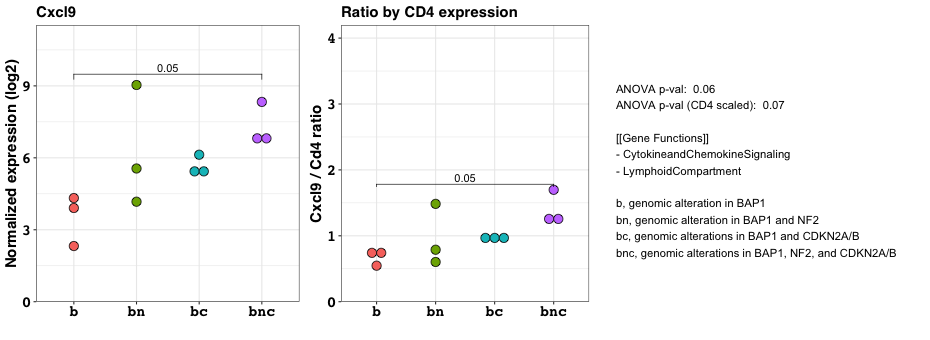 Cxcl9
Normalized expression (log2)
9
6
3
0
0.05
b
bn
bc
bnc
Ratio by CD4 expression
Cxcl9 / Cd4 ratio
4
3
2
1
0
0.05
b
bn
bc
bnc
ANOVA p-val:  0.06
ANOVA p-val (CD4 scaled):  0.07
[[Gene Functions]]
- CytokineandChemokineSignaling
- LymphoidCompartment
b, genomic alteration in BAP1
bn, genomic alteration in BAP1 and NF2
bc, genomic alterations in BAP1 and CDKN2A/B
bnc, genomic alterations in BAP1, NF2, and CDKN2A/B